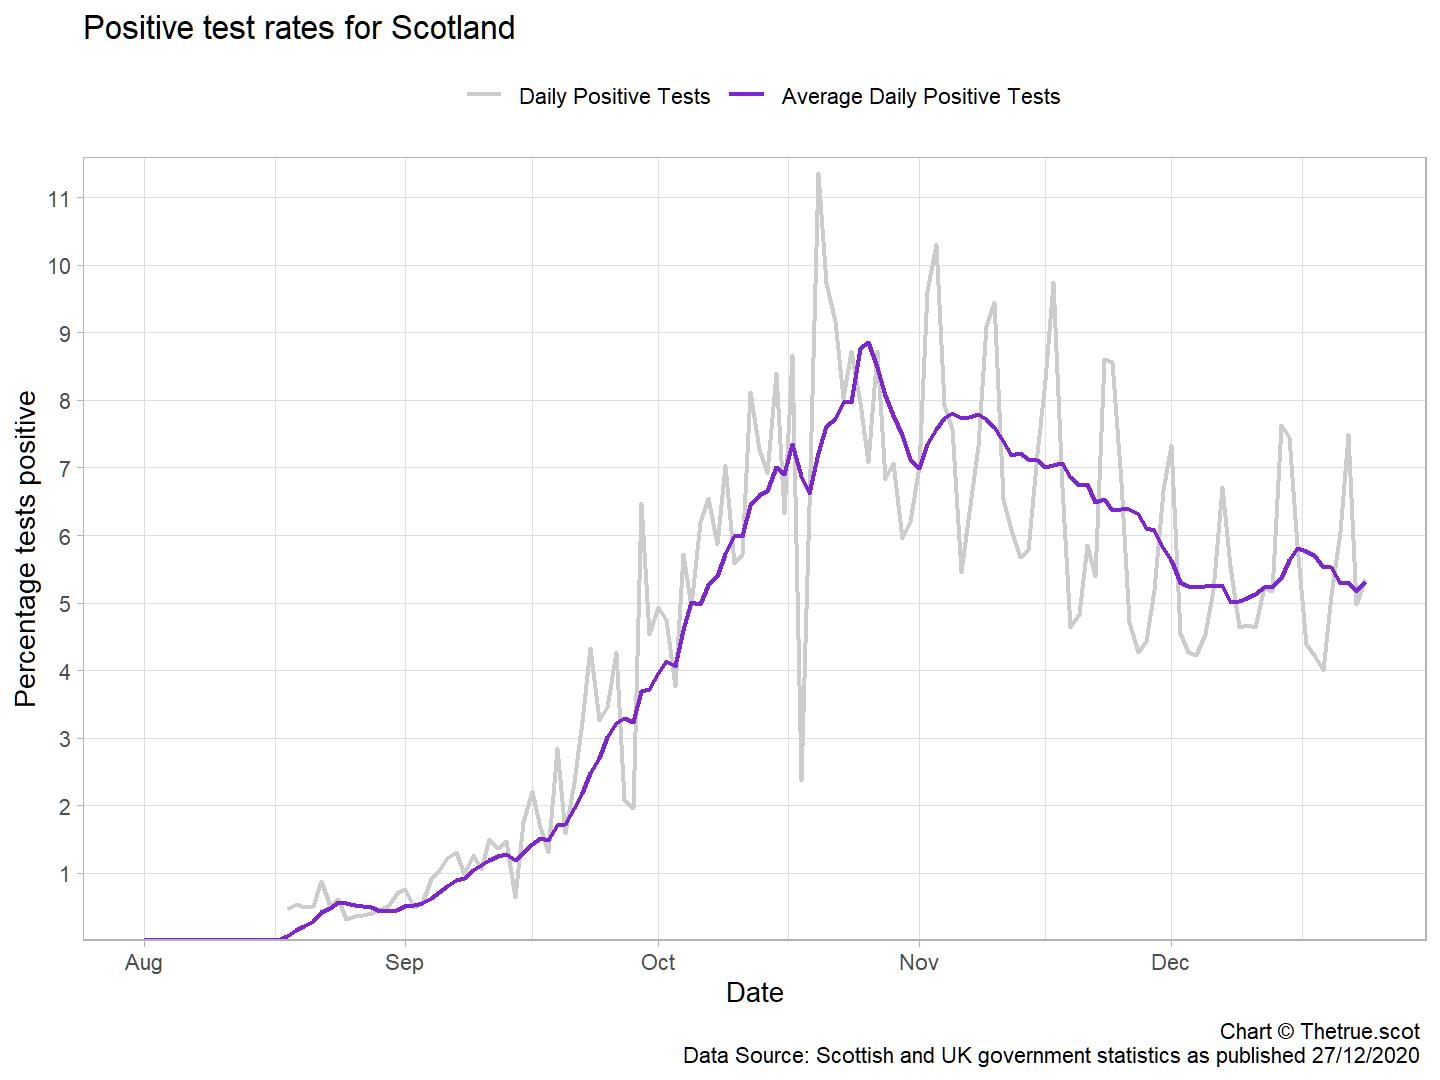 Positive test rates for Scotland
Daily Positive Tests
Average Daily Positive Tests
Percentage tests positive
11
10
9
8
7
6
5
4
3
2
1
Aug
Sep
Oct
Nov
Dec
Date
Chart © Thetrue.scot
Data Source: Scottish and UK government statistics as published 27/12/2020